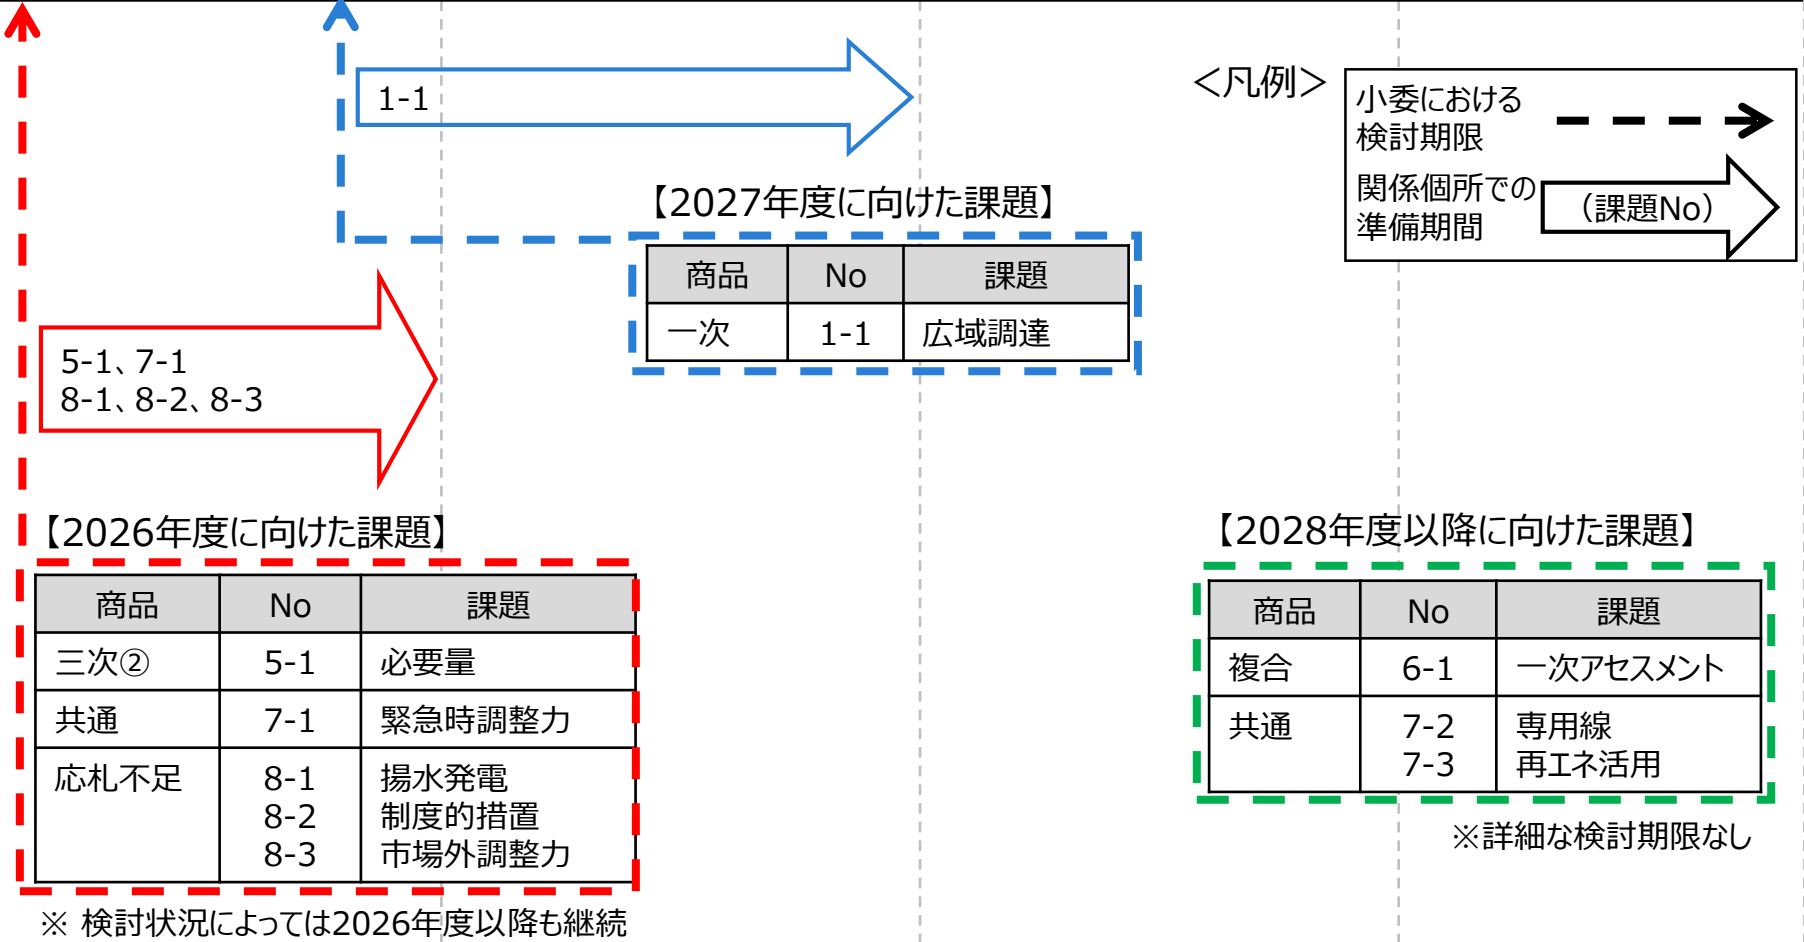 1-1
＜凡例＞
小委における
検討期限
関係個所での
準備期間
（課題No）
【2027年度に向けた課題】
商品 No 課題
一次 1-1 広域調達
5-1、7-1
8-1、8-2、8-3
【2026年度に向けた課題】
商品 No 課題
三次② 5-1 必要量
共通 7-1 緊急時調整力
応札不足 8-1 揚水発電
8-2 制度的措置
8-3 市場外調整力
※ 検討状況によっては2026年度以降も継続
【2028年度以降に向けた課題】
商品 No 課題
複合 6-1 一次アセスメント
共通 7-2 専用線
7-3 再エネ活用
※詳細な検討期限なし